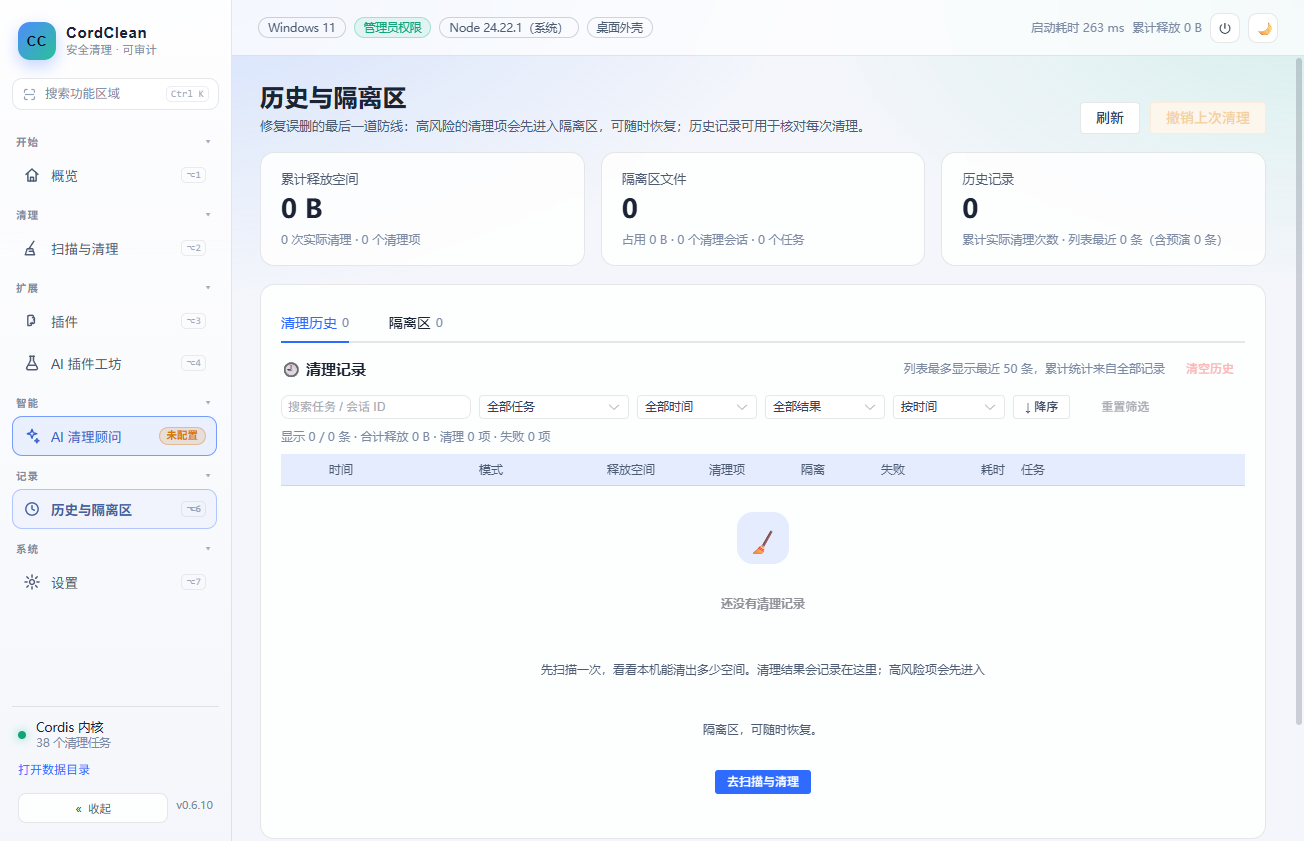 CC
CordClean
安全清理 · 可审计
搜索功能区域
Ctrl K
开始
概览
⌥1
清理
扫描与清理
⌥2
扩展
插件
⌥3
AI 插件工坊
⌥4
智能
AI 清理顾问
未配置
记录
历史与隔离区
⌥6
系统
设置
⌥7
Cordis 内核
38 个清理任务
打开数据目录
« 收起
v0.6.10
Windows 11
管理员权限
Node 24.22.1（系统）
桌面外壳
启动耗时 263 ms
累计释放 0 B
历史与隔离区
修复误删的最后一道防线：高风险的清理项会先进入隔离区，可随时恢复；历史记录可用于核对每次清理。
刷新
撤销上次清理
累计释放空间
0 B
0 次实际清理 · 0 个清理项
隔离区文件
0
占用 0 B · 0 个清理会话 · 0 个任务
历史记录
0
累计实际清理次数 · 列表最近 0 条（含预演 0 条）
清理历史 0
隔离区 0
清理记录
列表最多显示最近 50 条，累计统计来自全部记录
清空历史
搜索任务 / 会话 ID
全部任务
全部时间
全部结果
按时间
↓ 降序
重置筛选
显示 0 / 0 条 · 合计释放 0 B · 清理 0 项 · 失败 0 项
时间 模式 释放空间 清理项 隔离 失败 耗时 任务
还没有清理记录
先扫描一次，看看本机能清出多少空间。清理结果会记录在这里；高风险项会先进入
隔离区，可随时恢复。
去扫描与清理